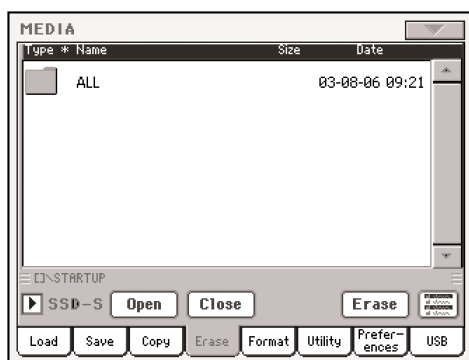 MEDIA
Type * Name Size Date
ALL 03-08-06 09:21
[]\STARTUP
SSD-S Open Close Erase
Load Save Copy Erase Format Utility Prefer-
ences USB